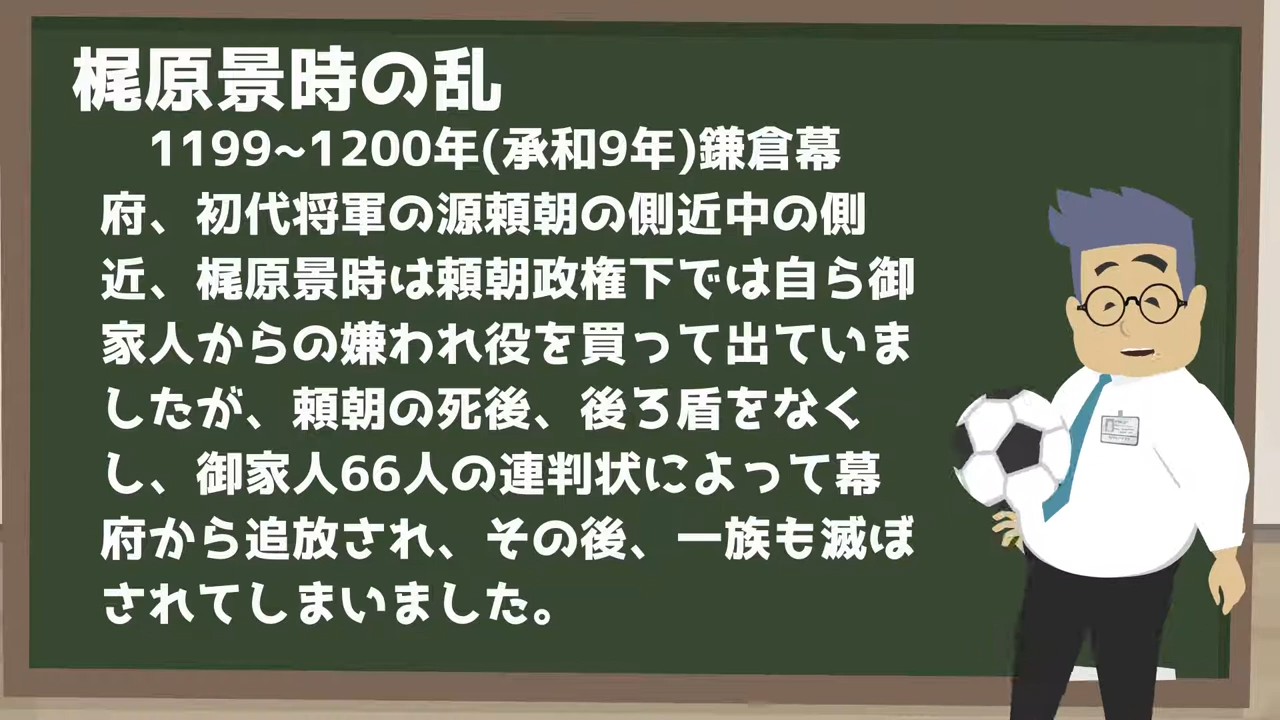 梶原景時の乱
1199~1200年(承和9年)鎌倉幕
府、初代将軍の源頼朝の側近中の側
近、梶原景時は頼朝政権下では自ら御
家人からの嫌われ役を買って出ていま
したが、頼朝の死後、後ろ盾をなく
し、御家人66人の連判状によって幕
府から追放され、その後、一族も滅ぼ
されてしまいました。